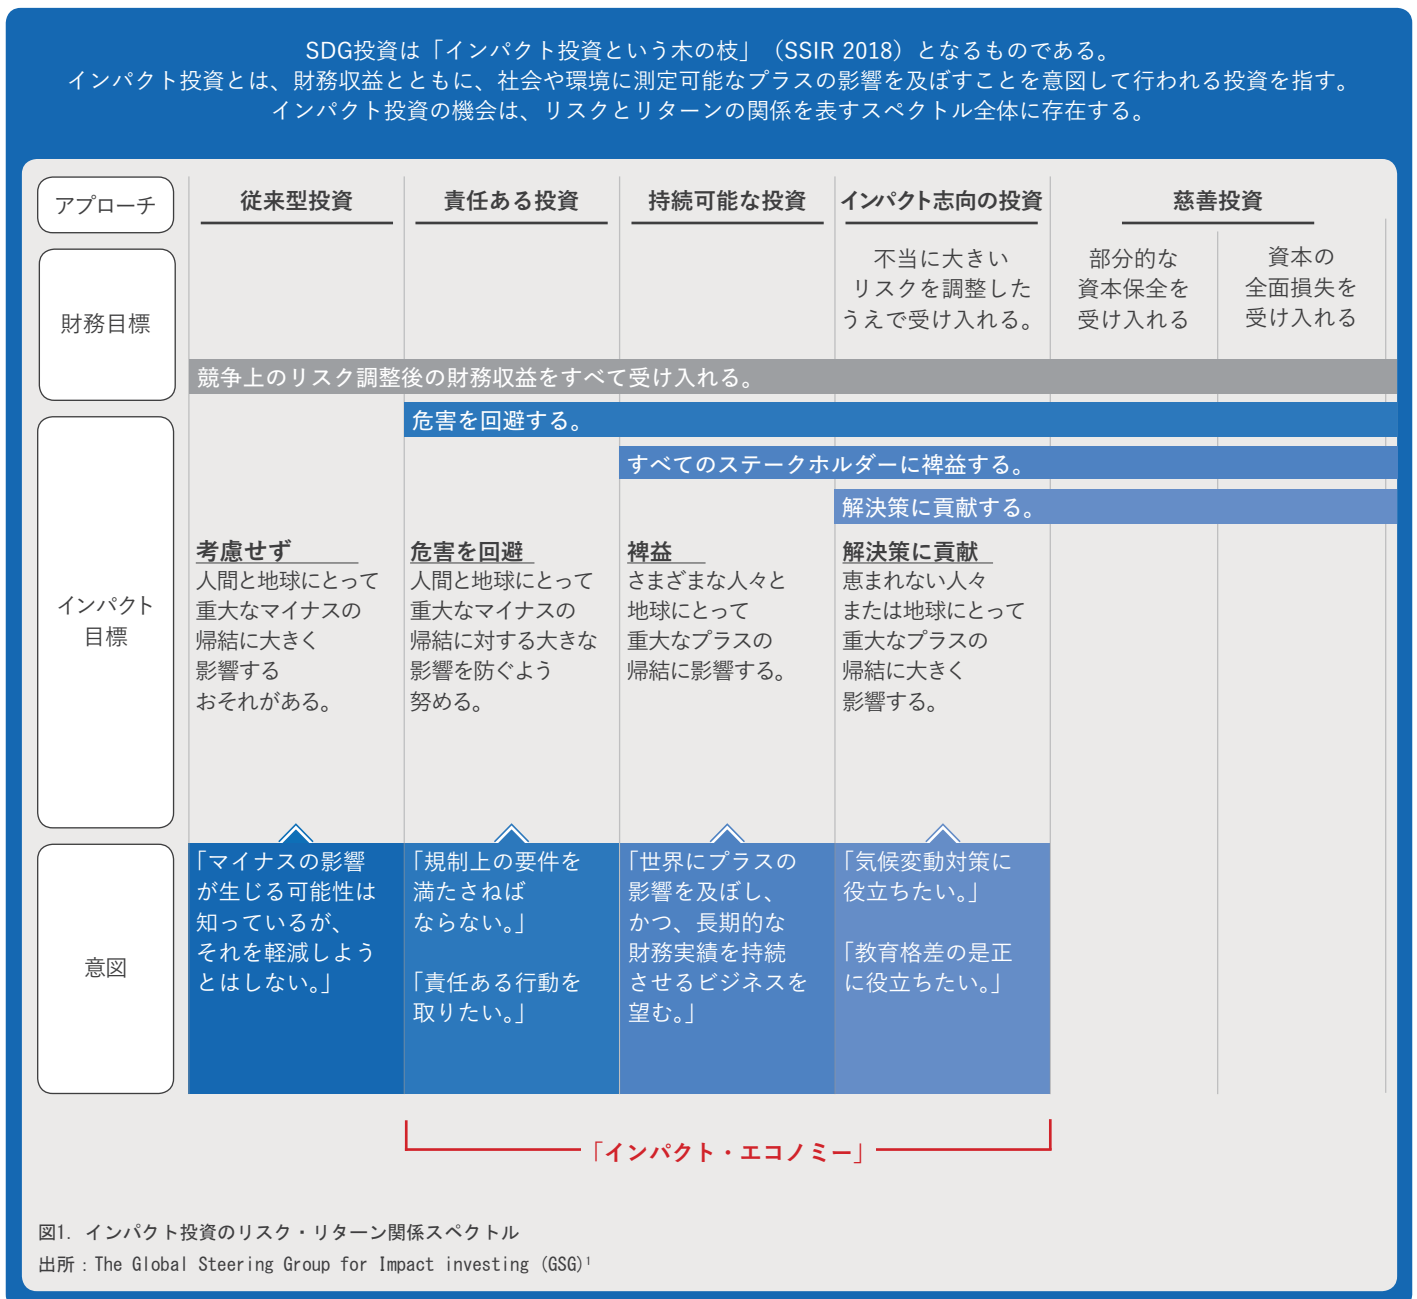 SDG投資は「インパクト投資という木の枝」（SSIR 2018）となるものである。
インパクト投資とは、財務収益とともに、社会や環境に測定可能なプラスの影響を及ぼすことを意図して行われる投資を指す。
インパクト投資の機会は、リスクとリターンの関係を表すスペクトル全体に存在する。
アプローチ
従来型投資
責任ある投資
持続可能な投資
インパクト志向の投資
慈善投資
財務目標
不当に大きい
リスクを調整した
うえで受け入れる。
部分的な
資本保全を
受け入れる
資本の
全面損失を
受け入れる
競争上のリスク調整後の財務収益をすべて受け入れる。
危害を回避する。
すべてのステークホルダーに裨益する。
解決策に貢献する。
インパクト
目標
考慮せず
人間と地球にとって
重大なマイナスの
帰結に大きく
影響する
おそれがある。
危害を回避
人間と地球にとって
重大なマイナスの
帰結に対する大きな
影響を防ぐよう
努める。
裨益
さまざまな人々と
地球にとって
重大なプラスの
帰結に影響する。
解決策に貢献
恵まれない人々
または地球にとって
重大なプラスの
帰結に大きく
影響する。
意図
「マイナスの影響
が生じる可能性は
知っているが、
それを軽減しよう
とはしない。」
「規制上の要件を
満たさねば
ならない。」
「責任ある行動を
取りたい。」
「世界にプラスの
影響を及ぼし、
かつ、長期的な
財務実績を持続
させるビジネスを
望む。」
「気候変動対策に
役立ちたい。」
「教育格差の是正
に役立ちたい。」
「インパクト・エコノミー」
図1. インパクト投資のリスク・リターン関係スペクトル
出所：The Global Steering Group for Impact investing (GSG)¹